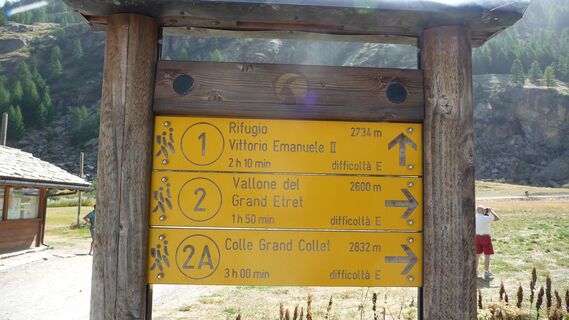 1 Rifugio 2734 m
Vittorio Emanuele II
2 h 10 min difficoltà E
2 Vallone del 2600 m
Grand Etret
1 h 50 min difficoltà E
2A Colle Grand Collet 2832 m
3 h 00 min difficoltà E